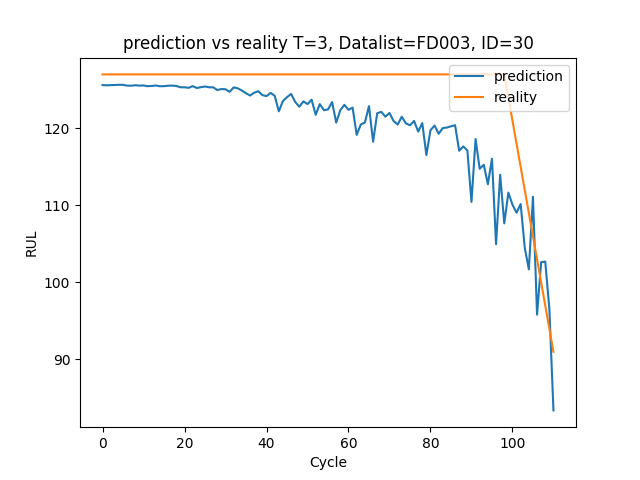 prediction vs reality T=3, Datalist=FD003, ID=30
prediction
reality
RUL
120
110
100
90
0 20 40 60 80 100
Cycle